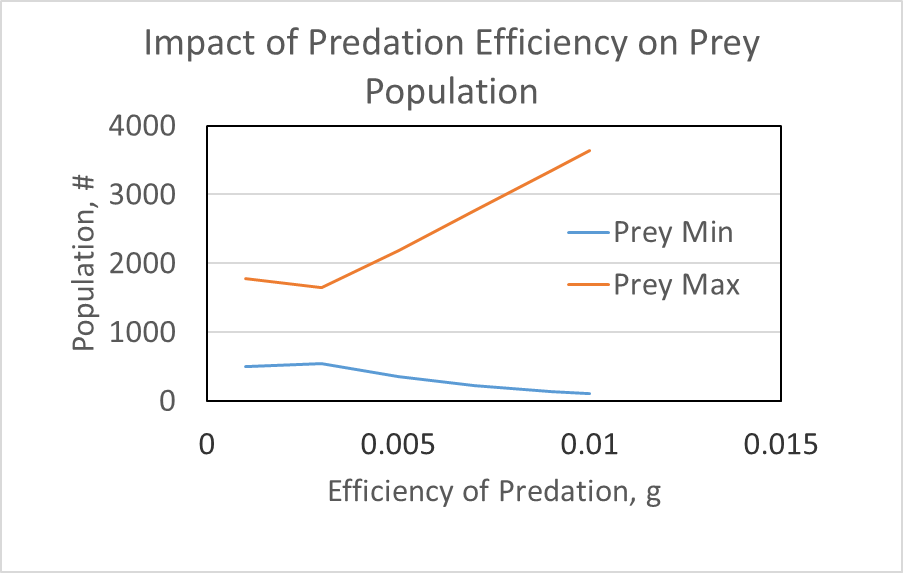 Impact of Predation Efficiency on Prey
Population
4000
3000
2000
1000
0
Population, #
Prey Min
Prey Max
0 0.005 0.01 0.015
Efficiency of Predation, g